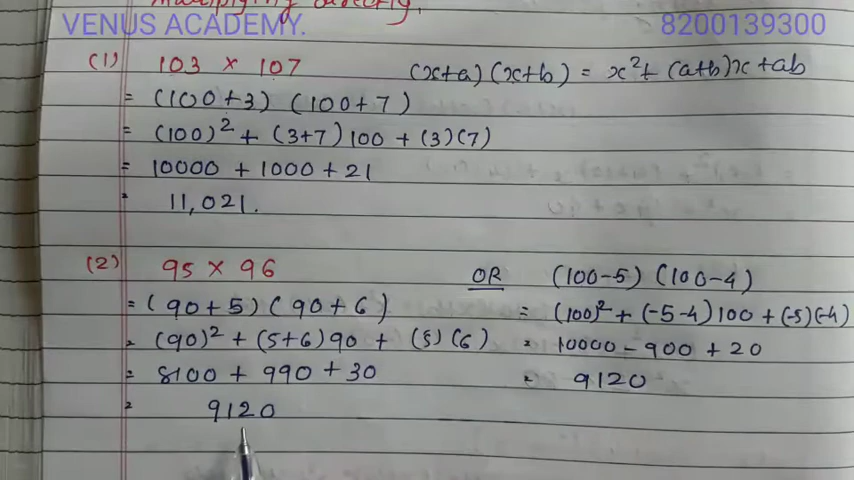 multiplying directly.
VENUS ACADEMY. 8200139300
(1) 103 × 107 (x+a) (x+b) = x² + (a+b)x + ab
= (100+3) (100+7)
= (100)² + (3+7) 100 + (3)(7)
= 10000 + 1000 + 21
= 11,021.
(2) 95 × 96
= (90+5) (90+6)
= (90)² + (5+6) 90 + (5) (6)
= 8100 + 990 + 30
= 9120
OR (100-5) (100-4)
= (100)² + (-5-4) 100 + (-5)(-4)
= 10000 - 900 + 20
= 9120